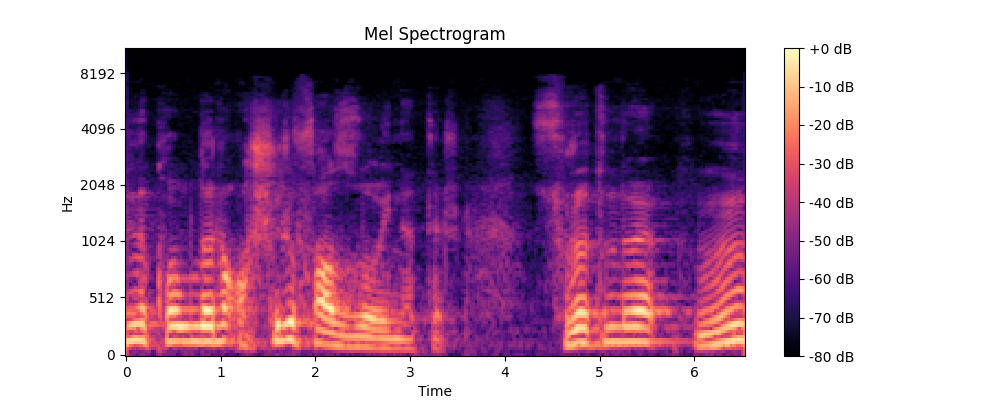 Mel Spectrogram
Hz
8192
4096
2048
1024
512
0
0 1 2 3 4 5 6
Time
+0 dB
-10 dB
-20 dB
-30 dB
-40 dB
-50 dB
-60 dB
-70 dB
-80 dB